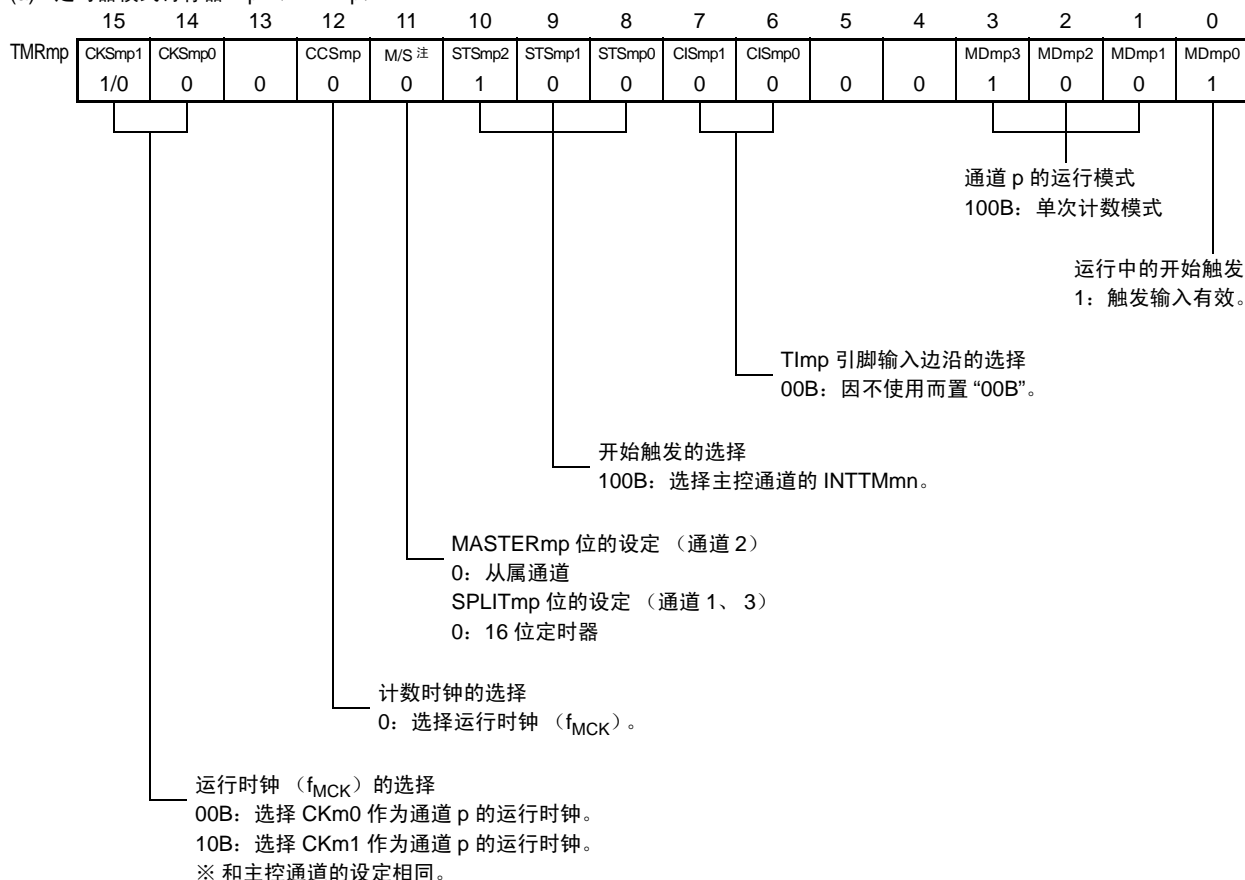 15 14 13 12 11 10 9 8 7 6 5 4 3 2 1 0
TMRmp CKSmp1 CKSmp0 CCSmp M/S 注 STSmp2 STSmp1 STSmp0 CISmp1 CISmp0 MDmp3 MDmp2 MDmp1 MDmp0
1/0 0 0 0 0 1 0 0 0 0 0 0 1 0 0 1
通道 p 的运行模式
100B：单次计数模式
运行中的开始触发
1：触发输入有效。
TImp 引脚输入边沿的选择
00B：因不使用而置 “00B”。
开始触发的选择
100B：选择主控通道的 INTTMmn。
MASTERmp 位的设定 （通道 2）
0：从属通道
SPLITmp 位的设定 （通道 1、 3）
0：16 位定时器
计数时钟的选择
0：选择运行时钟 （fMCK）。
运行时钟 （fMCK）的选择
00B：选择 CKm0 作为通道 p 的运行时钟。
10B：选择 CKm1 作为通道 p 的运行时钟。
※ 和主控通道的设定相同。